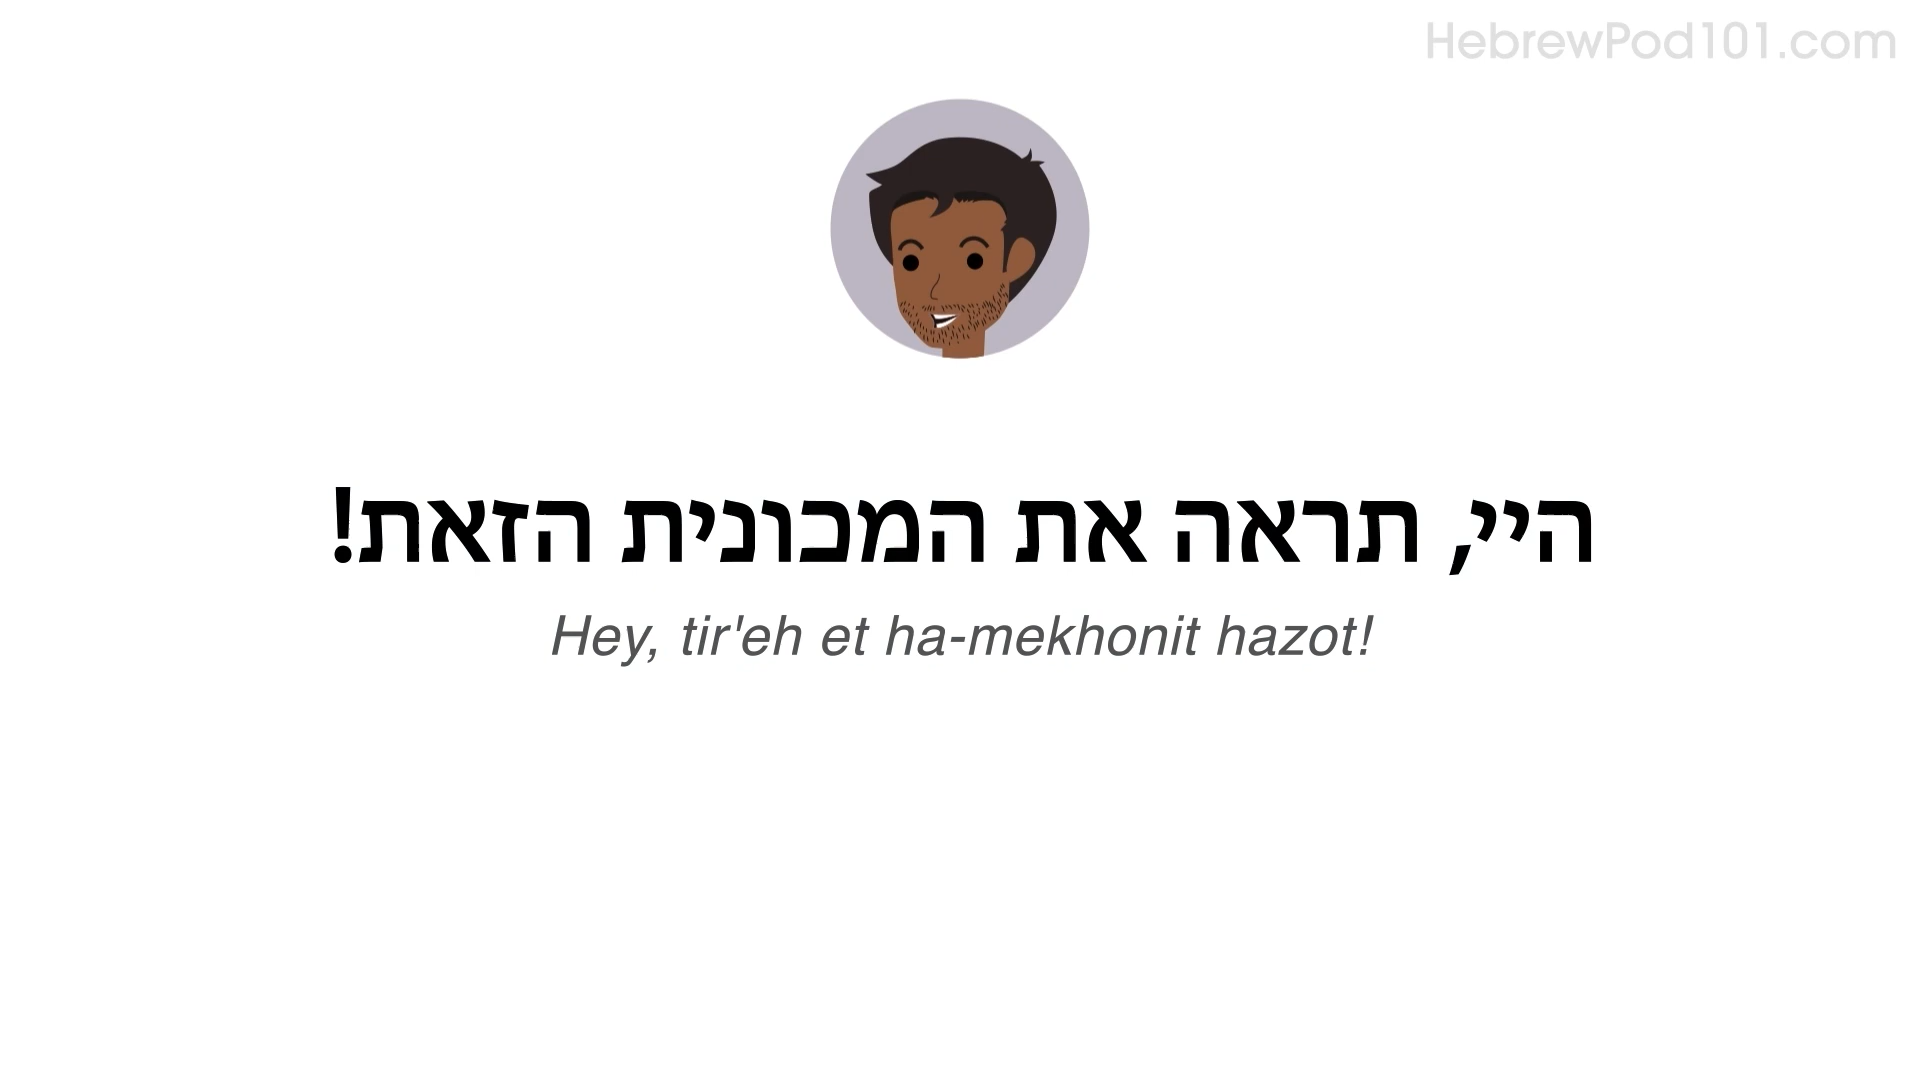 HebrewPod101.com
היי, תראה את המכונית הזאת!
Hey, tir'eh et ha-mekhonit hazot!